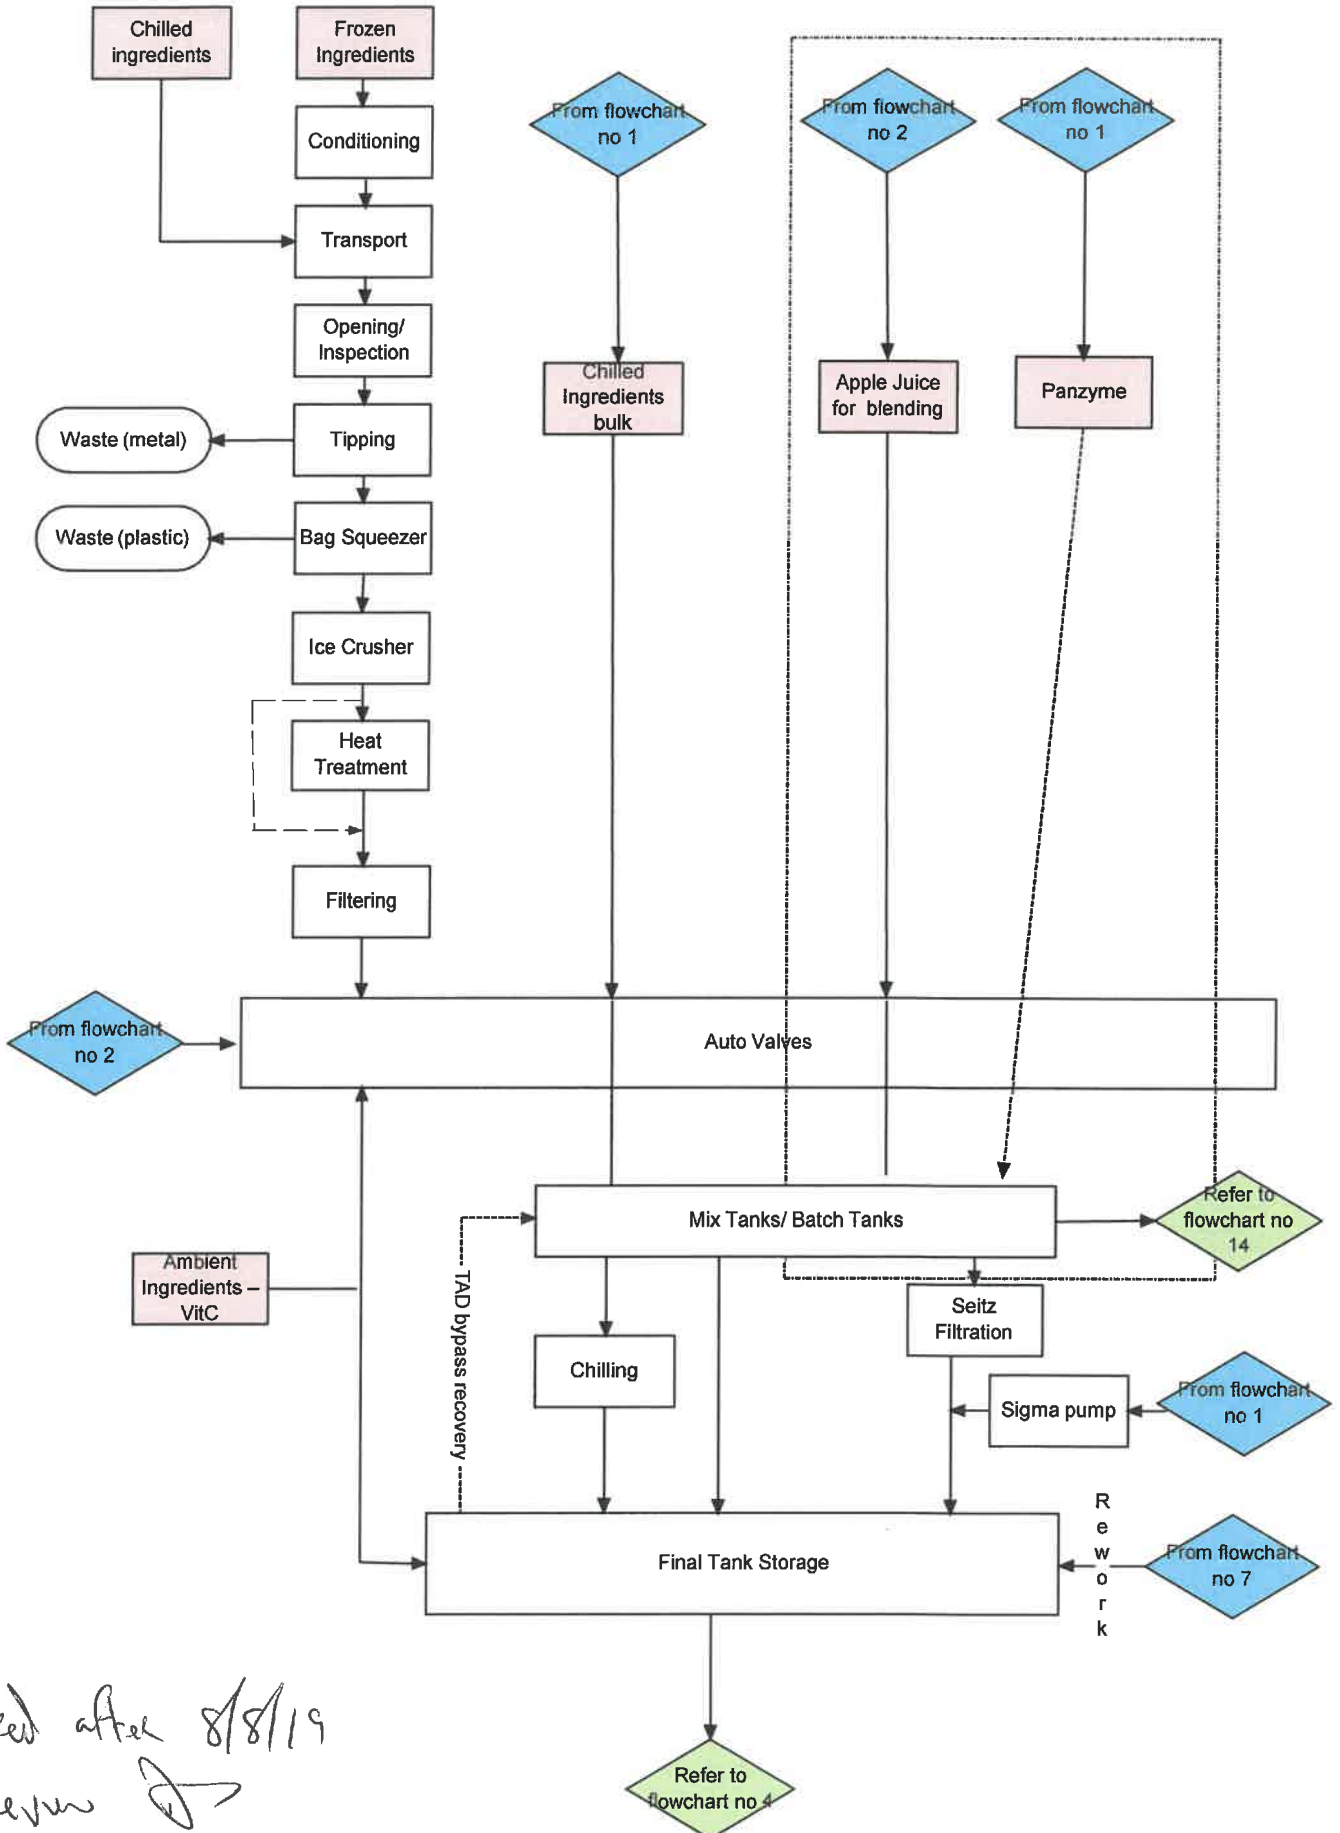 Chilled
ingredients
Frozen
Ingredients
From flowchart
no 1
From flowchart
no 2
From flowchart
no 1
Conditioning
Transport
Opening/
Inspection
Chilled
Ingredients
bulk
Apple Juice
for blending
Panzyme
Waste (metal)
Tipping
Waste (plastic)
Bag Squeezer
Ice Crusher
Heat
Treatment
Filtering
From flowchart
no 2
Auto Valves
Mix Tanks/ Batch Tanks
Refer to
flowchart no
14
Ambient
Ingredients –
VitC
TAD bypass recovery
Seitz
Filtration
Chilling
Sigma pump
From flowchart
no 1
Rework
Final Tank Storage
From flowchart
no 7
after 8/8/19
Refer to
flowchart no 4